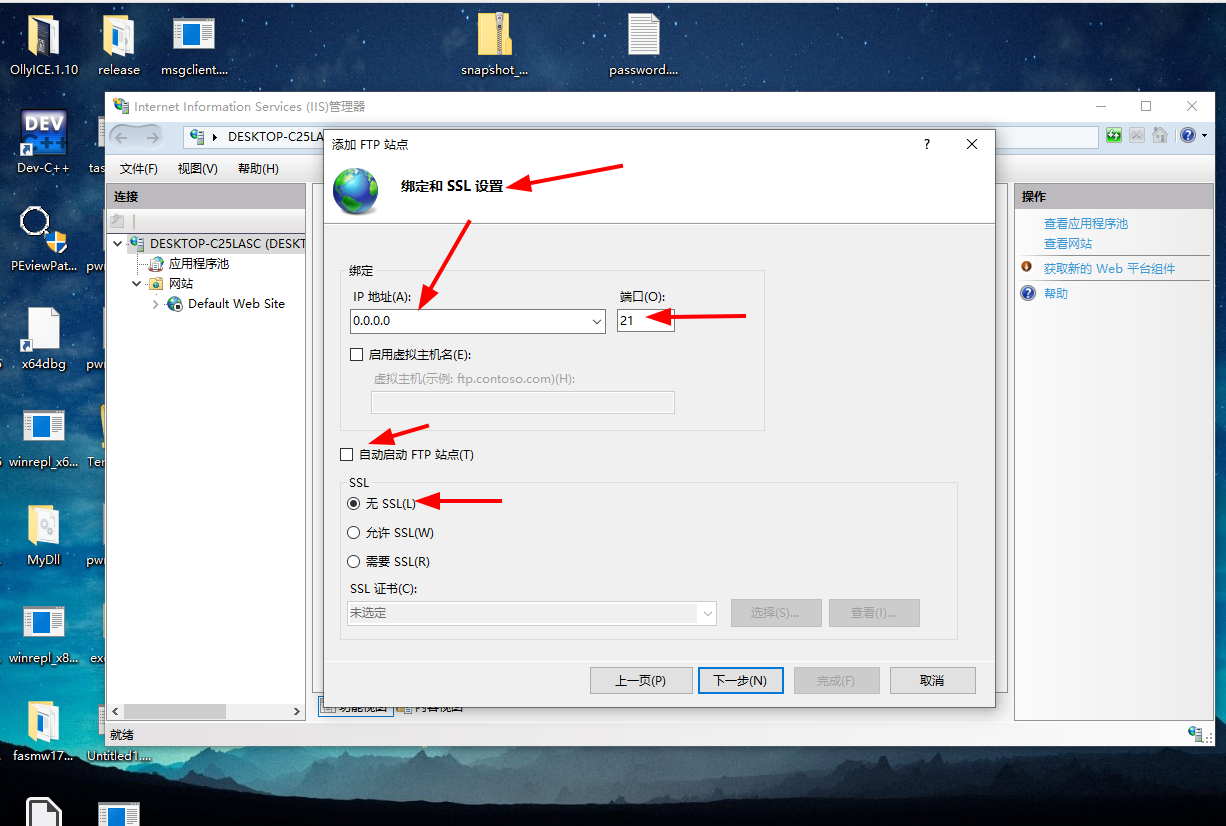 OllyICE.1.10
release
msgclient....
snapshot_...
password....
Internet Information Services (IIS)管理器
Dev-C++
tas
DESKTOP-C25LA
文件(F)
视图(V)
帮助(H)
连接
DESKTOP-C25LASC (DESKT
应用程序池
网站
Default Web Site
添加 FTP 站点
?
绑定和 SSL 设置
绑定
IP 地址(A):
端口(O):
0.0.0.0
21
启用虚拟主机名(E):
虚拟主机(示例: ftp.contoso.com)(H):
自动启动 FTP 站点(T)
SSL
无 SSL(L)
允许 SSL(W)
需要 SSL(R)
SSL 证书(C):
未选定
选择(S)...
查看(I)...
上一页(P)
下一步(N)
完成(F)
取消
操作
查看应用程序池
查看网站
获取新的 Web 平台组件
帮助
功能视图
内容视图
就绪
DEV
C++
PEviewPat...
pwr
x64dbg
pwr
winrepl_x6...
Ter
MyDll
pwr
winrepl_x8...
exe
fasmw17...
Untitled1....